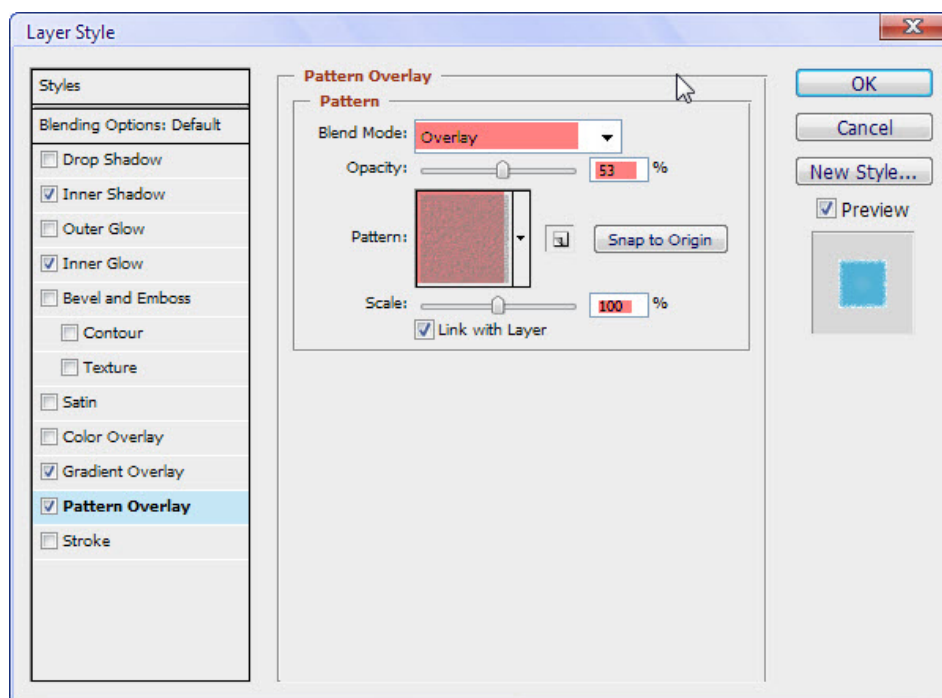 Layer Style
Styles
Blending Options: Default
Drop Shadow
Inner Shadow
Outer Glow
Inner Glow
Bevel and Emboss
Contour
Texture
Satin
Color Overlay
Gradient Overlay
Pattern Overlay
Stroke
Pattern Overlay
Pattern
Blend Mode: Overlay
Opacity: 53 %
Pattern: Snap to Origin
Scale: 100 %
Link with Layer
OK
Cancel
New Style...
Preview